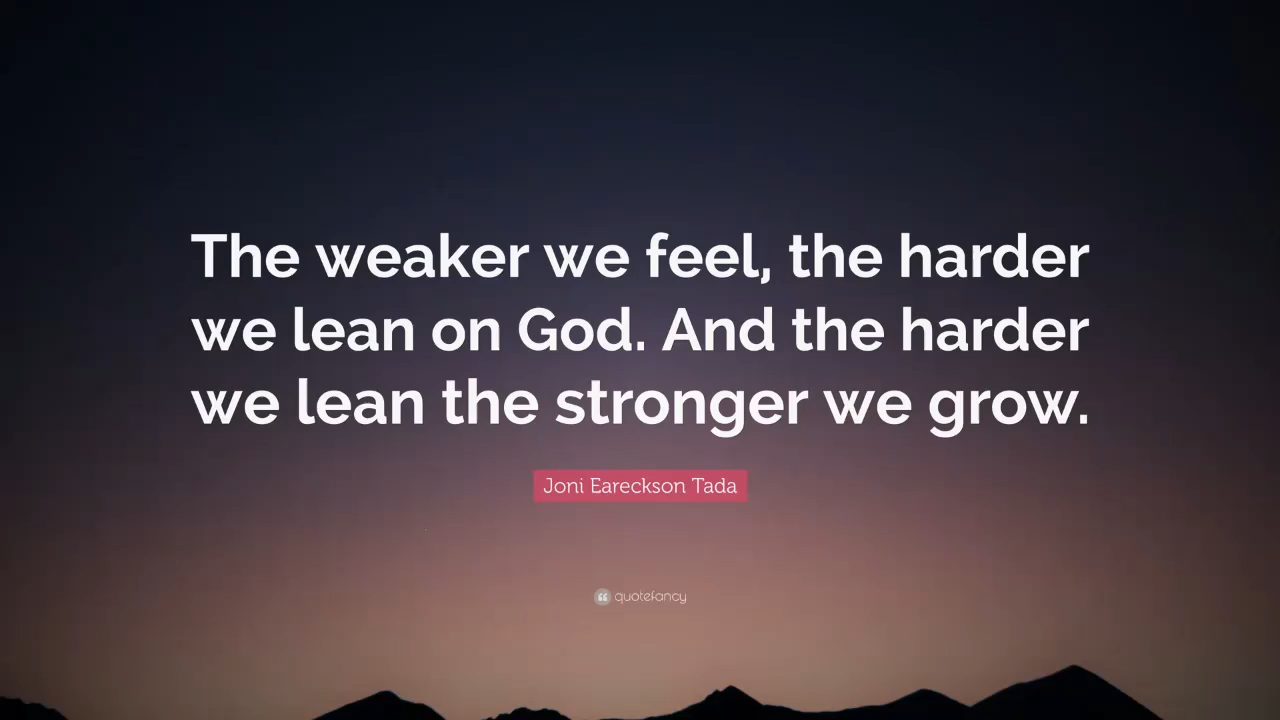 The weaker we feel, the harder
we lean on God. And the harder
we lean the stronger we grow.
Joni Eareckson Tada
quotefancy